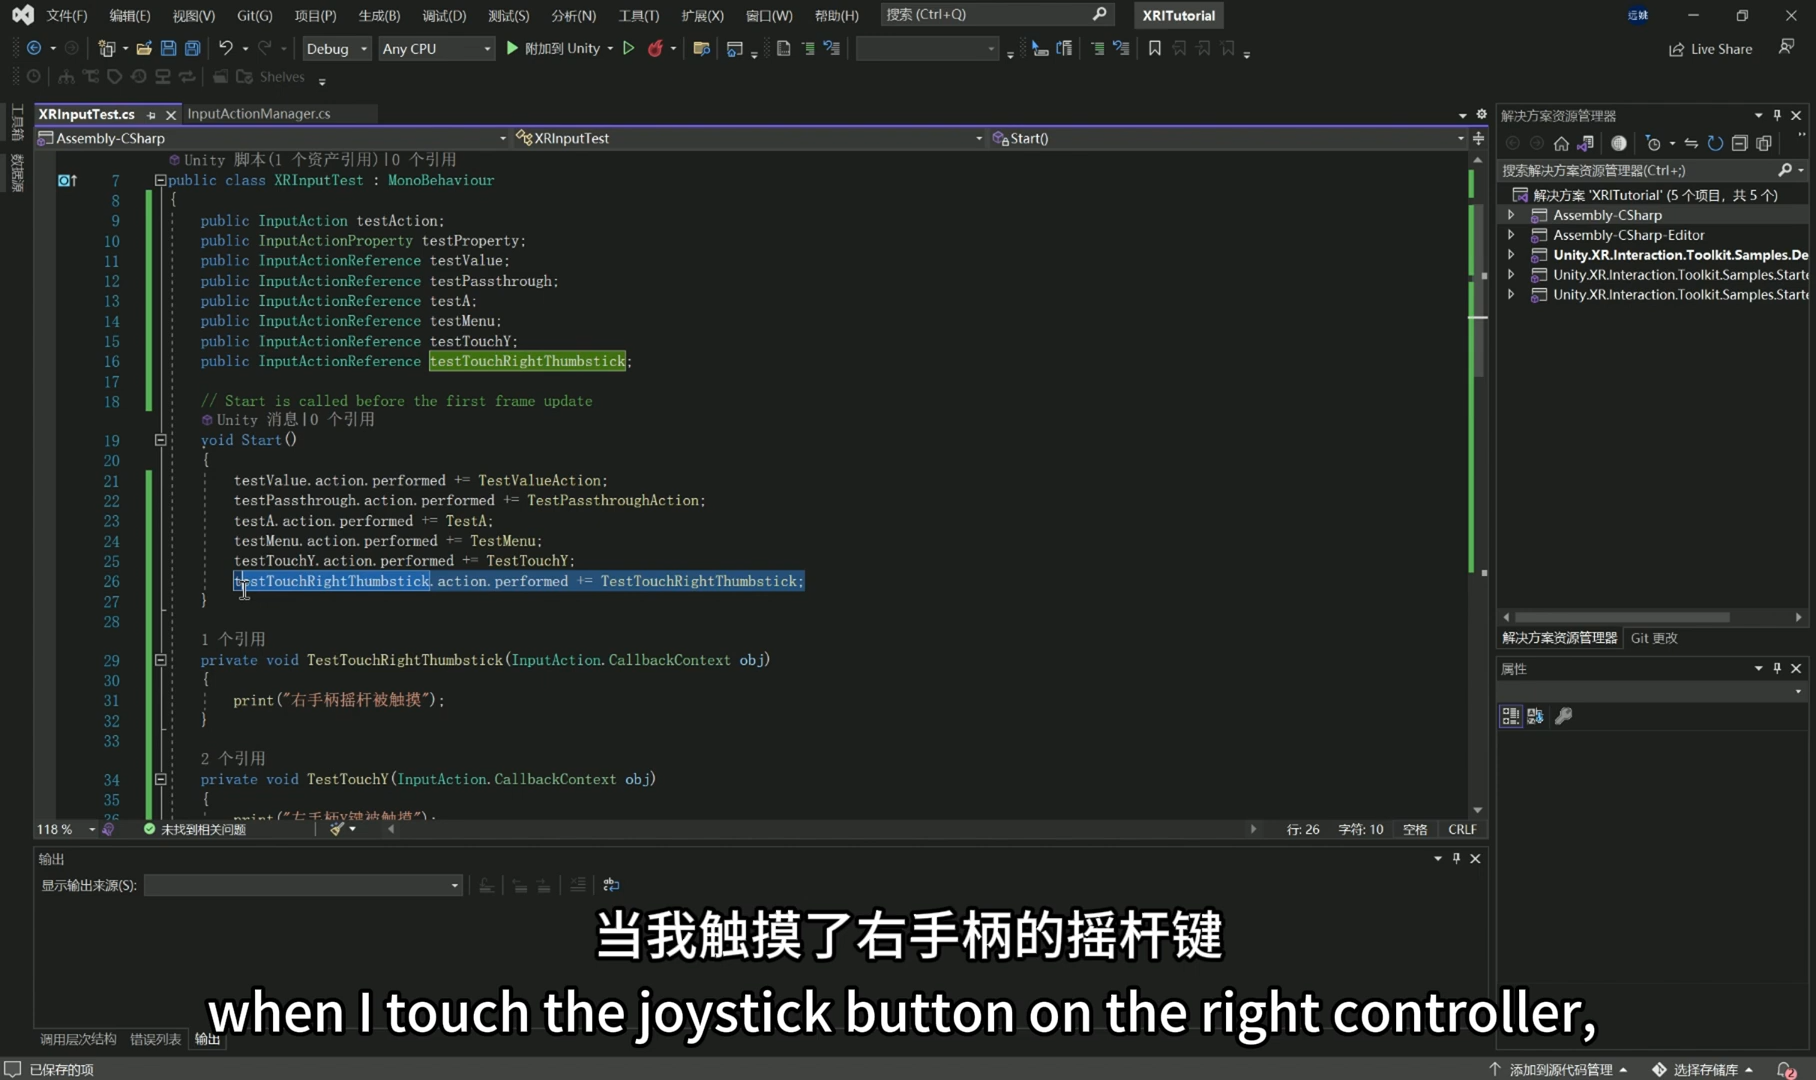 文件(F) 编辑(E) 视图(V) Git(G) 项目(P) 生成(B) 调试(D) 测试(S) 分析(N) 工具(T) 扩展(X) 窗口(W) 帮助(H) 搜索 (Ctrl+Q) XRITutorial 远姚
Debug Any CPU 附加到 Unity Live Share
Shelves
工具箱
数据源
XRInputTest.cs InputActionManager.cs
Assembly-CSharp XRInputTest Start()
Unity 脚本(1 个资产引用)|0 个引用
7 public class XRInputTest : MonoBehaviour
8 {
9 public InputAction testAction;
10 public InputActionProperty testProperty;
11 public InputActionReference testValue;
12 public InputActionReference testPassthrough;
13 public InputActionReference testA;
14 public InputActionReference testMenu;
15 public InputActionReference testTouchY;
16 public InputActionReference testTouchRightThumbstick;
17
18 // Start is called before the first frame update
Unity 消息|0 个引用
19 void Start()
20 {
21 testValue.action.performed += TestValueAction;
22 testPassthrough.action.performed += TestPassthroughAction;
23 testA.action.performed += TestA;
24 testMenu.action.performed += TestMenu;
25 testTouchY.action.performed += TestTouchY;
26 testTouchRightThumbstick.action.performed += TestTouchRightThumbstick;
27 }
28
1 个引用
29 private void TestTouchRightThumbstick(InputAction.CallbackContext obj)
30 {
31 print("右手柄摇杆被触摸");
32 }
33
2 个引用
34 private void TestTouchY(InputAction.CallbackContext obj)
35 {
118 % 未找到相关问题 行: 26 字符: 10 空格 CRLF
输出
显示输出来源(S):
调用层次结构 错误列表 输出
解决方案资源管理器
搜索解决方案资源管理器(Ctrl+;)
解决方案 'XRITutorial' (5 个项目，共 5 个)
Assembly-CSharp
Assembly-CSharp-Editor
Unity.XR.Interaction.Toolkit.Samples.De
Unity.XR.Interaction.Toolkit.Samples.Starte
Unity.XR.Interaction.Toolkit.Samples.Starte
解决方案资源管理器 Git 更改
属性
当我触摸了右手柄的摇杆键
when I touch the joystick button on the right controller,
已保存的项 添加到源代码管理 选择存储库 2